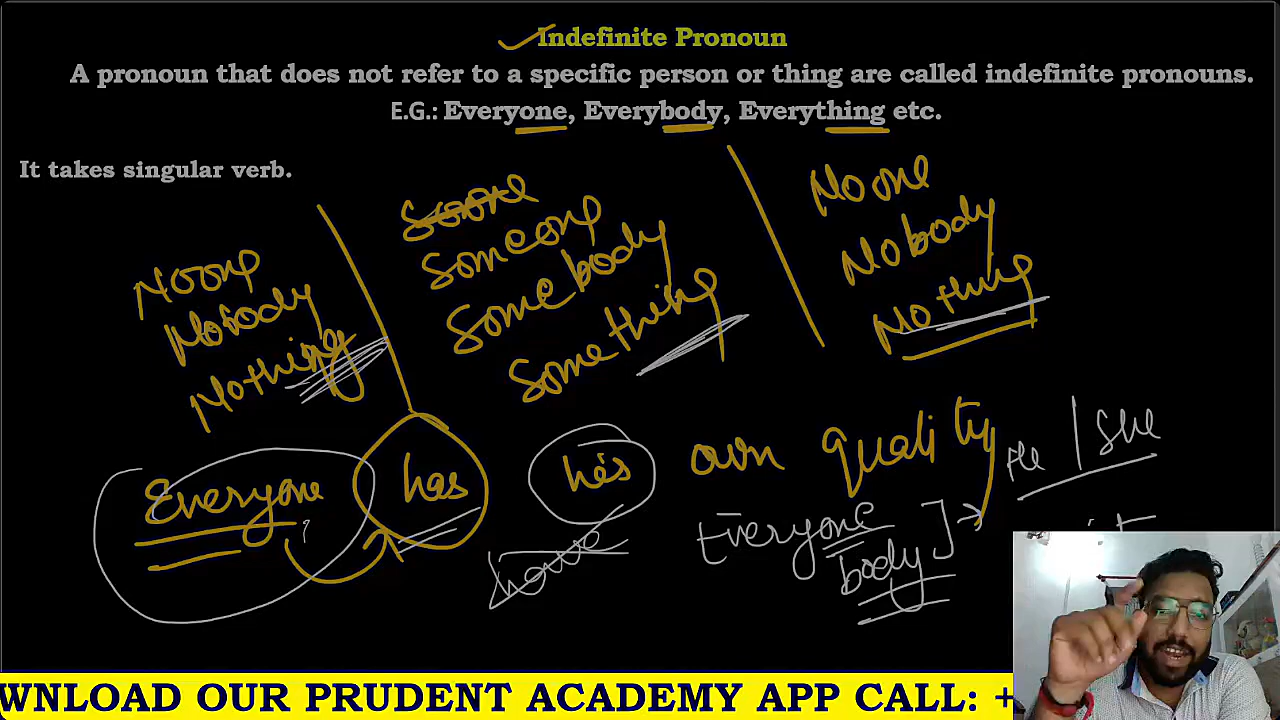 Indefinite Pronoun
A pronoun that does not refer to a specific person or thing are called indefinite pronouns.
E.G.: Everyone, Everybody, Everything etc.
It takes singular verb.
Noone
Nobody
Nothing
Someone
Somebody
Something
No one
Nobody
Nothing
Everyone has his own quality
he / she
have
Everyone
body
WNLOAD OUR PRUDENT ACADEMY APP CALL: +